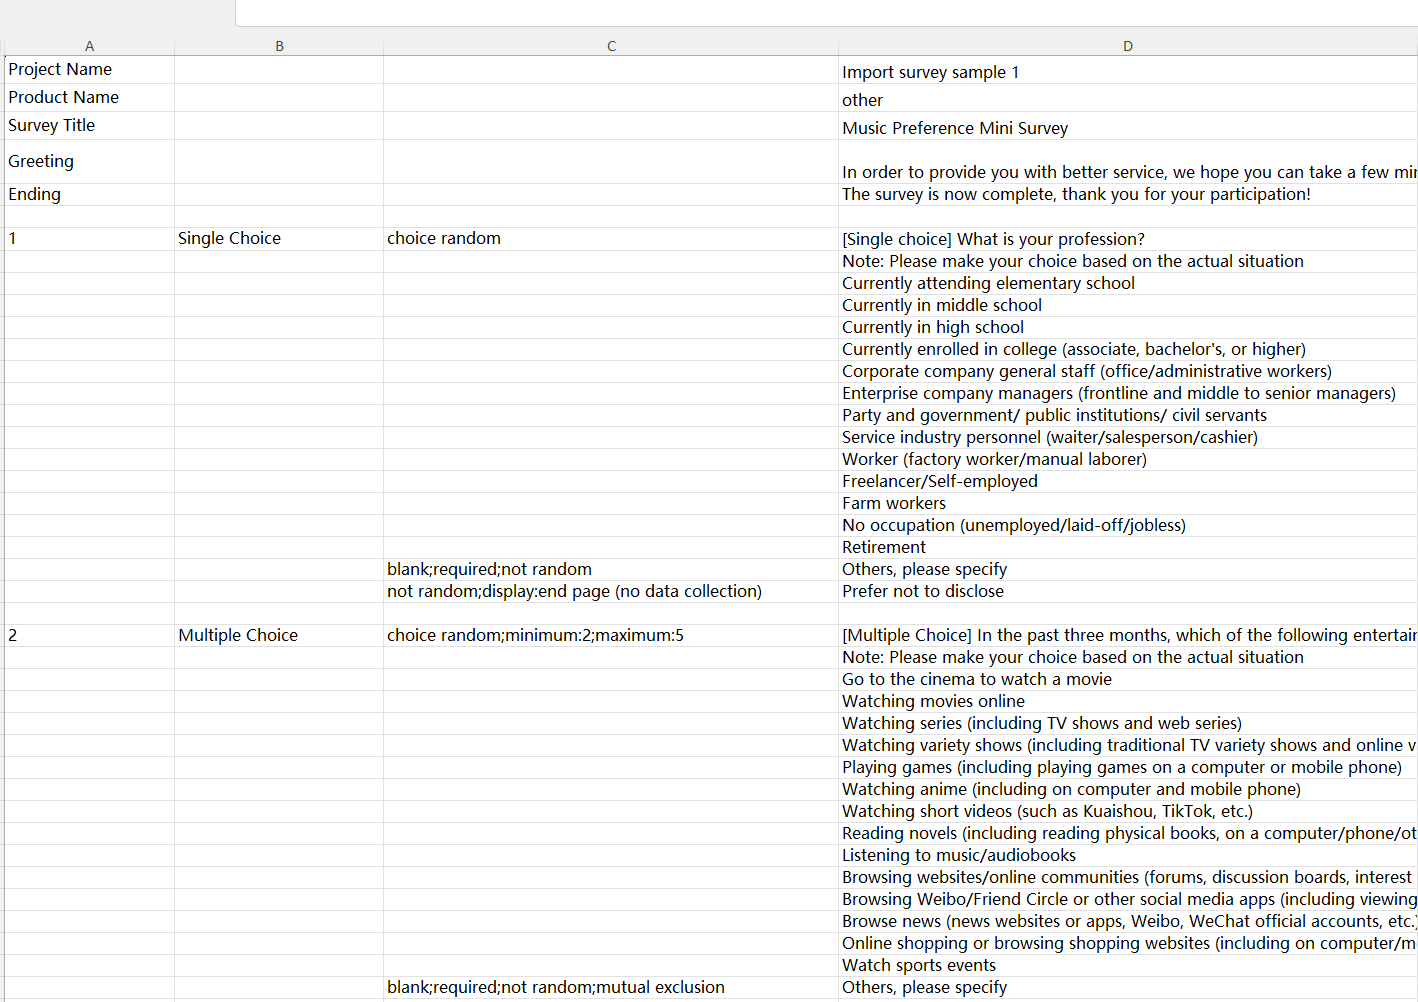 A B C D
Project Name Import survey sample 1
Product Name other
Survey Title Music Preference Mini Survey
Greeting In order to provide you with better service, we hope you can take a few
Ending The survey is now complete, thank you for your participation!
1 Single Choice choice random [Single choice] What is your profession?
Note: Please make your choice based on the actual situation
Currently attending elementary school
Currently in middle school
Currently in high school
Currently enrolled in college (associate, bachelor's, or higher)
Corporate company general staff (office/administrative workers)
Enterprise company managers (frontline and middle to senior managers)
Party and government/ public institutions/ civil servants
Service industry personnel (waiter/salesperson/cashier)
Worker (factory worker/manual laborer)
Freelancer/Self-employed
Farm workers
No occupation (unemployed/laid-off/jobless)
Retirement
blank;required;not random Others, please specify
not random;display:end page (no data collection) Prefer not to disclose
2 Multiple Choice choice random;minimum:2;maximum:5 [Multiple Choice] In the past three months, which of the following
Note: Please make your choice based on the actual situation
Go to the cinema to watch a movie
Watching movies online
Watching series (including TV shows and web series)
Watching variety shows (including traditional TV variety shows and online
Playing games (including playing games on a computer or mobile phone)
Watching anime (including on computer and mobile phone)
Watching short videos (such as Kuaishou, TikTok, etc.)
Reading novels (including reading physical books, on a computer/phone/
Listening to music/audiobooks
Browsing websites/online communities (forums, discussion boards, interest
Browsing Weibo/Friend Circle or other social media apps (including viewing
Browse news (news websites or apps, Weibo, WeChat official accounts, etc.)
Online shopping or browsing shopping websites (including on computer/
Watch sports events
blank;required;not random;mutual exclusion Others, please specify